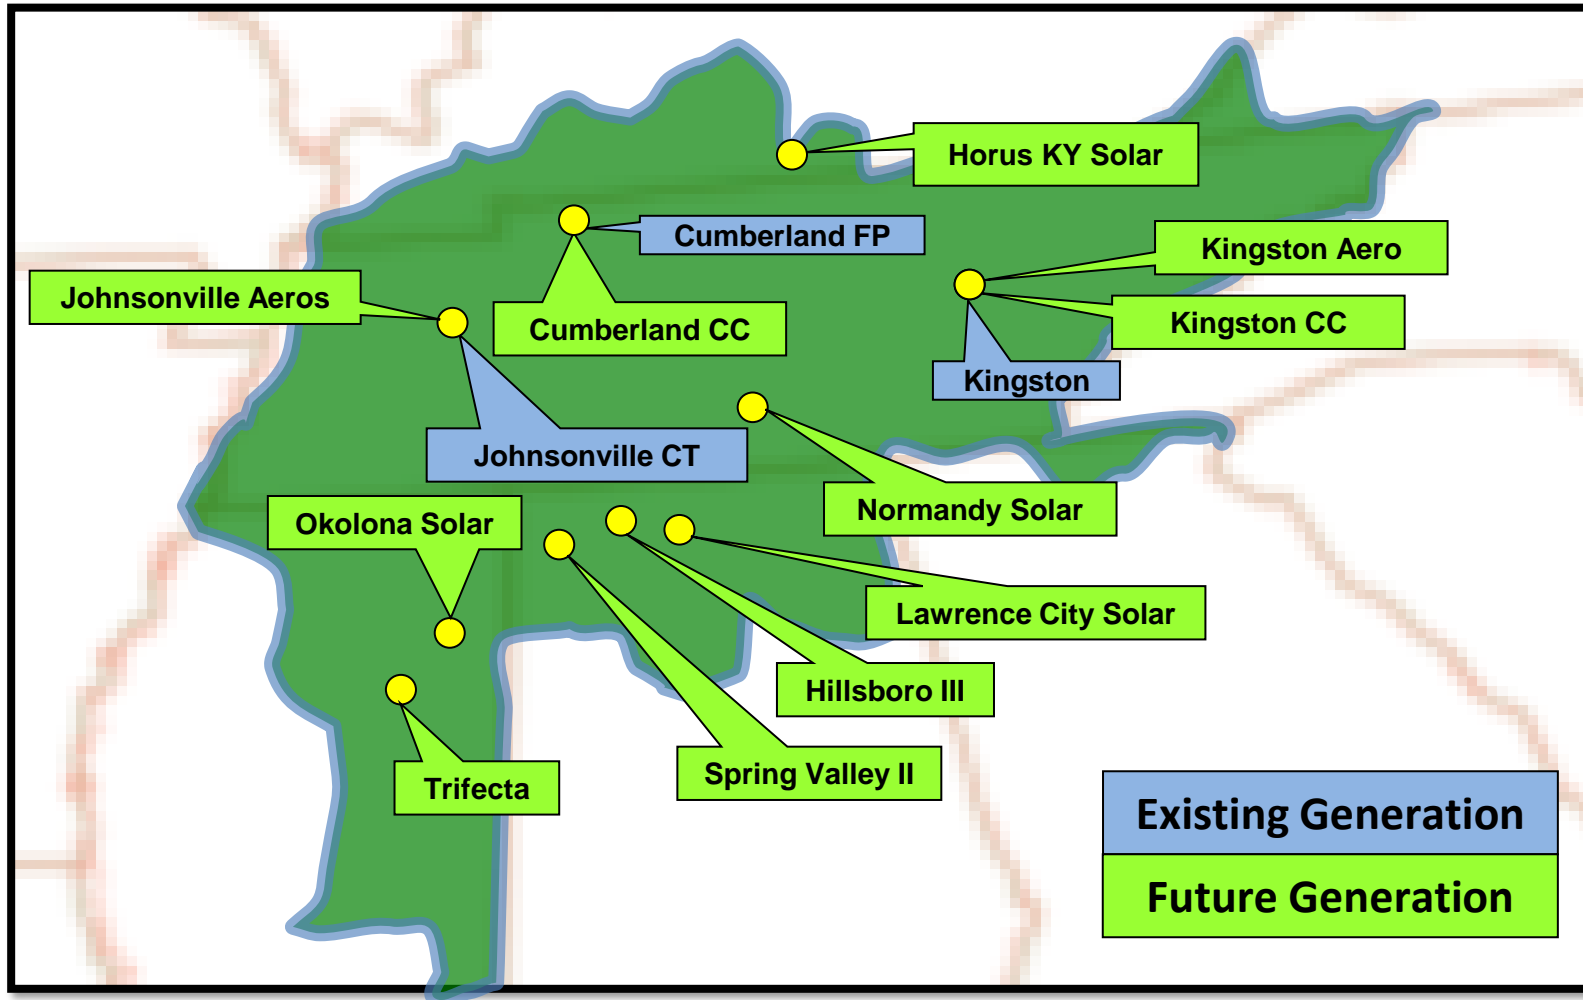 Horus KY Solar
Cumberland FP
Kingston Aero
Johnsonville Aeros
Cumberland CC
Kingston CC
Kingston
Johnsonville CT
Normandy Solar
Okolona Solar
Lawrence City Solar
Hillsboro III
Spring Valley II
Trifecta
Existing Generation
Future Generation